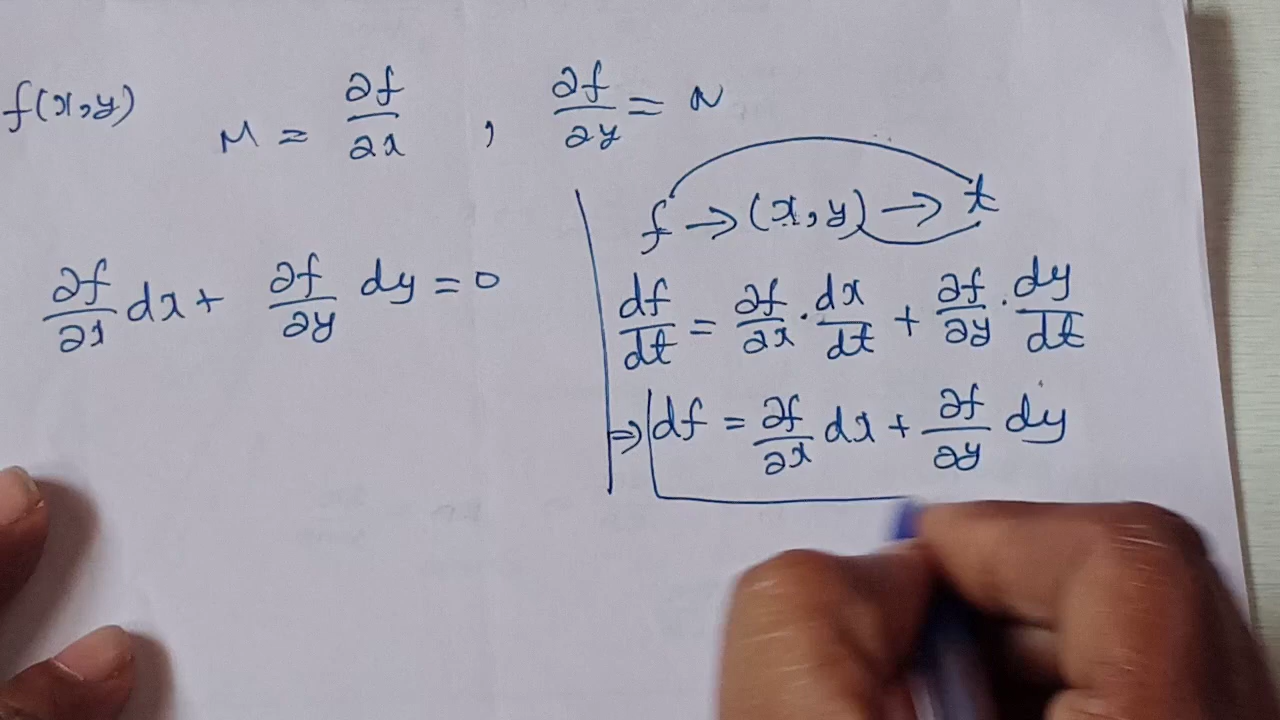 f(x,y) M = ∂f/∂x , ∂f/∂y = N
f → (x,y) → t
∂f/∂x dx + ∂f/∂y dy = 0
df/dt = ∂f/∂x · dx/dt + ∂f/∂y · dy/dt
⇒ df = ∂f/∂x dx + ∂f/∂y dy